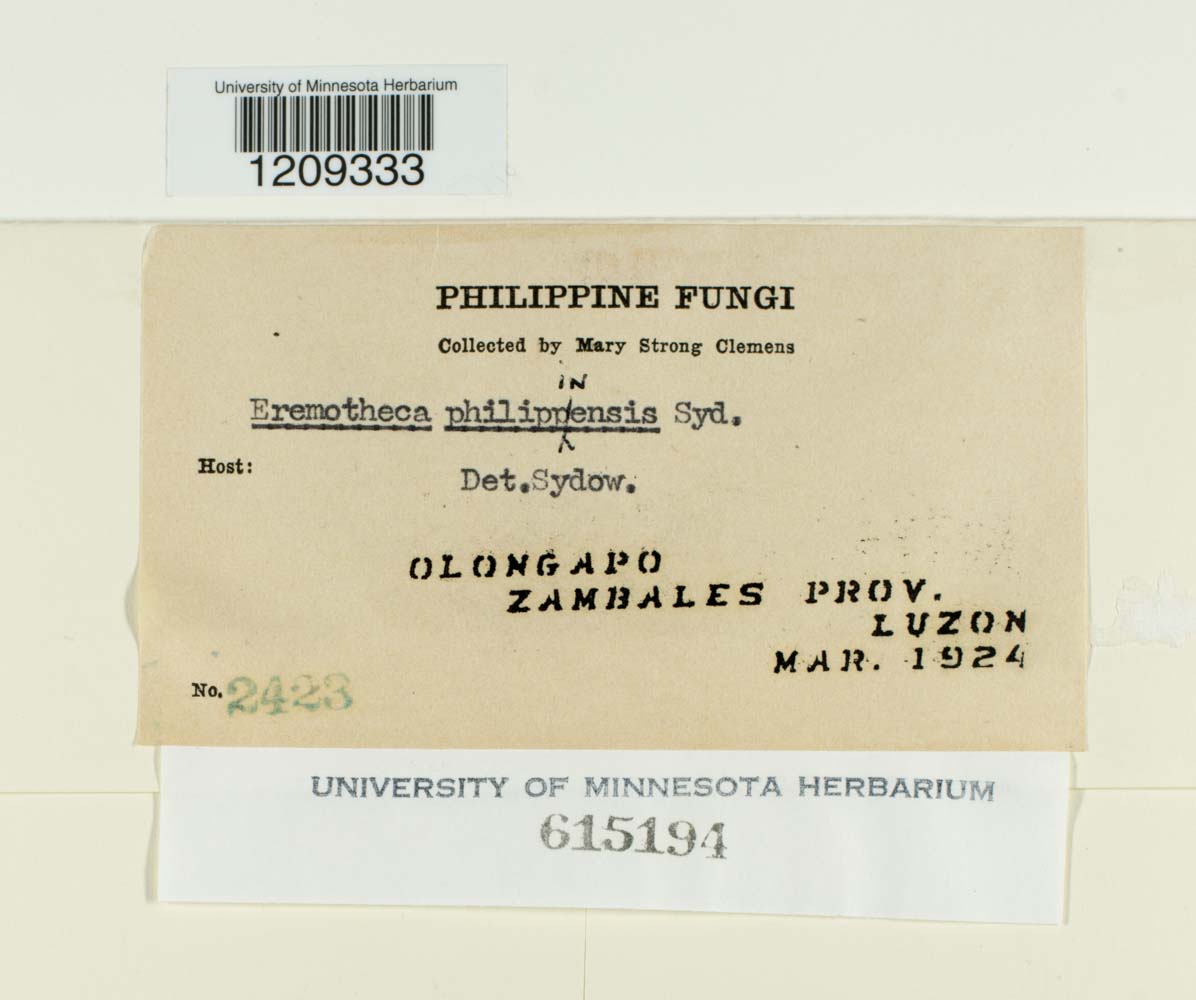 University of Minnesota Herbarium
1209333
PHILIPPINE FUNGI
Collected by Mary Strong Clemens
IN
Eremotheca philippensis Syd.
Host:
Det.Sydow.
OLONGAPO
ZAMBALES PROV.
LUZON
MAR. 1924
No. 2423
UNIVERSITY OF MINNESOTA HERBARIUM
615194